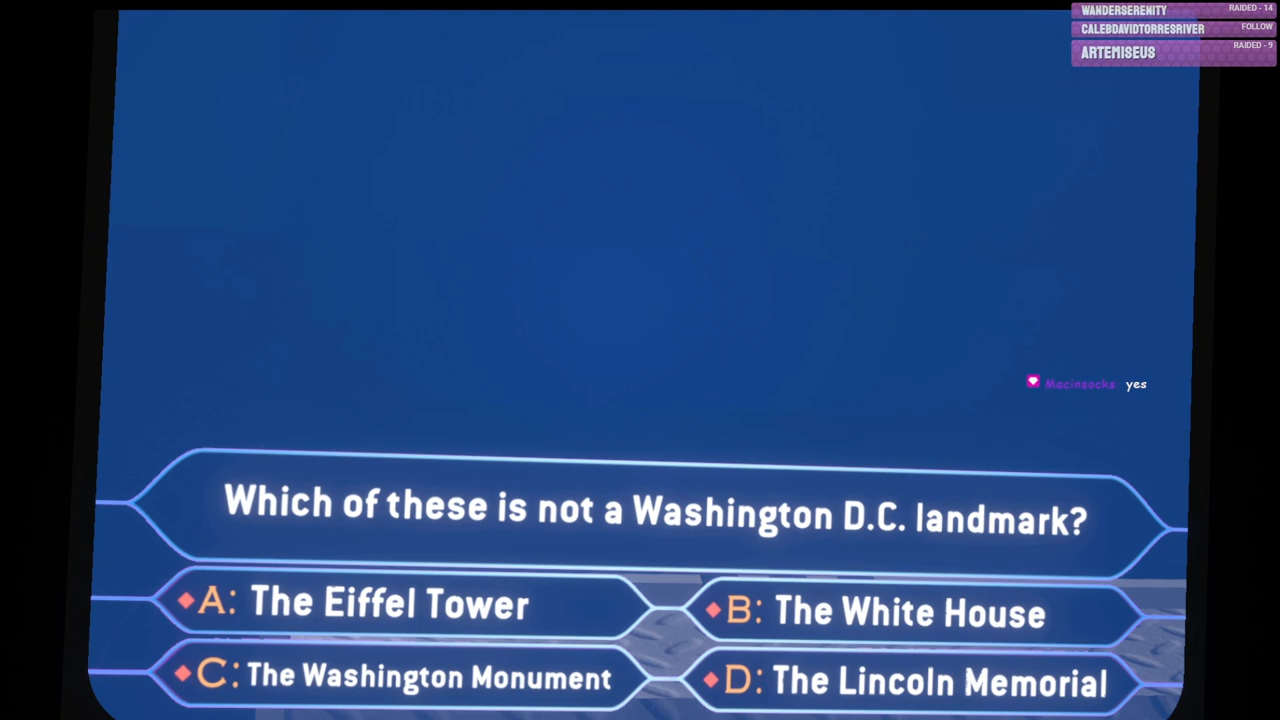 WANDERSERENITY RAIDED - 14
CALEBDAVIDTORRESRIVER FOLLOW
ARTEMISEUS RAIDED - 9
Macinsocks yes
Which of these is not a Washington D.C. landmark?
A: The Eiffel Tower
B: The White House
C: The Washington Monument
D: The Lincoln Memorial